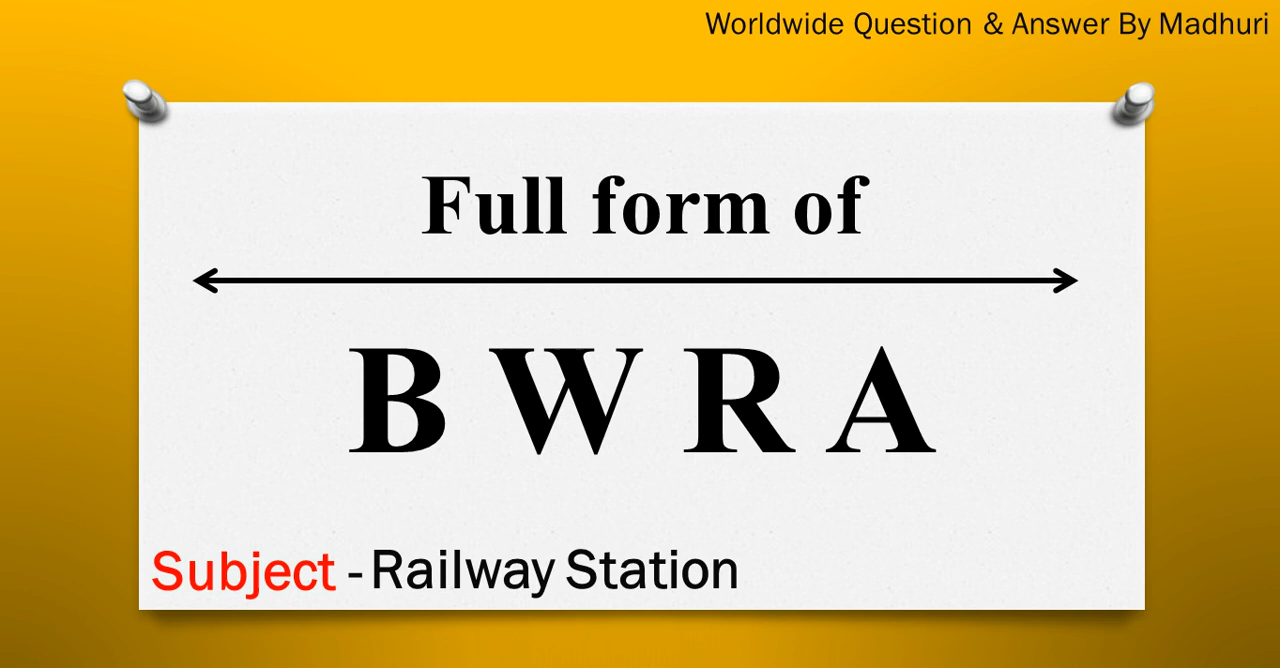 Worldwide Question & Answer By Madhuri
Full form of
B W R A
Subject - Railway Station